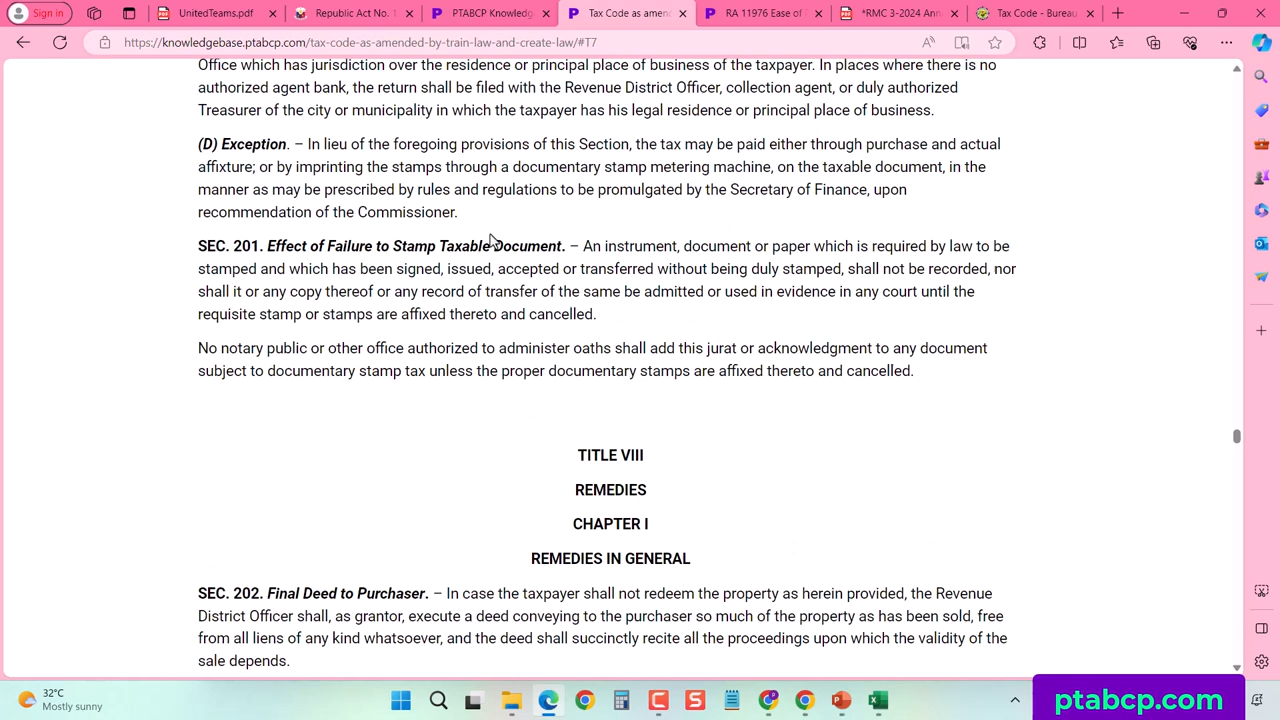 Sign in
UnitedTeams.pdf
Republic Act No. 1
PTABCP Knowledg
Tax Code as amen
RA 11976 Ease of
*RMC 3-2024 Ann
Tax Code - Bureau
https://knowledgebase.ptabcp.com/tax-code-as-amended-by-train-law-and-create-law/#T7
Office which has jurisdiction over the residence or principal place of business of the taxpayer. In places where there is no
authorized agent bank, the return shall be filed with the Revenue District Officer, collection agent, or duly authorized
Treasurer of the city or municipality in which the taxpayer has his legal residence or principal place of business.
(D) Exception. – In lieu of the foregoing provisions of this Section, the tax may be paid either through purchase and actual
affixture; or by imprinting the stamps through a documentary stamp metering machine, on the taxable document, in the
manner as may be prescribed by rules and regulations to be promulgated by the Secretary of Finance, upon
recommendation of the Commissioner.
SEC. 201. Effect of Failure to Stamp Taxable Document. – An instrument, document or paper which is required by law to be
stamped and which has been signed, issued, accepted or transferred without being duly stamped, shall not be recorded, nor
shall it or any copy thereof or any record of transfer of the same be admitted or used in evidence in any court until the
requisite stamp or stamps are affixed thereto and cancelled.
No notary public or other office authorized to administer oaths shall add this jurat or acknowledgment to any document
subject to documentary stamp tax unless the proper documentary stamps are affixed thereto and cancelled.
TITLE VIII
REMEDIES
CHAPTER I
REMEDIES IN GENERAL
SEC. 202. Final Deed to Purchaser. – In case the taxpayer shall not redeem the property as herein provided, the Revenue
District Officer shall, as grantor, execute a deed conveying to the purchaser so much of the property as has been sold, free
from all liens of any kind whatsoever, and the deed shall succinctly recite all the proceedings upon which the validity of the
sale depends.
32°C
Mostly sunny
ptabcp.com